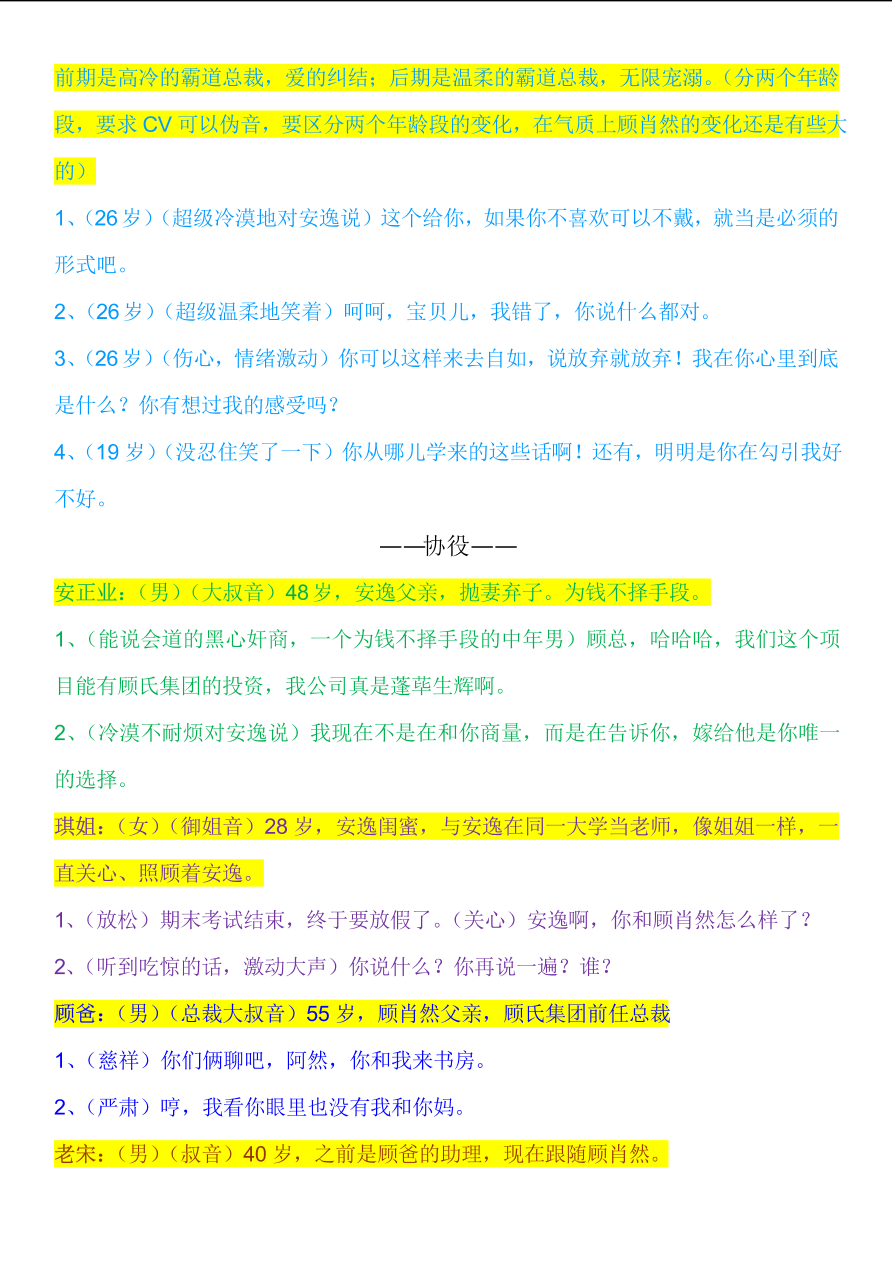 前期是高冷的霸道总裁，爱的纠结；后期是温柔的霸道总裁，无限宠溺。（分两个年龄
段，要求 CV 可以伪音，要区分两个年龄段的变化，在气质上顾肖然的变化还是有些大
的）
1、（26 岁）（超级冷漠地对安逸说）这个给你，如果你不喜欢可以不戴，就当是必须的
形式吧。
2、（26 岁）（超级温柔地笑着）呵呵，宝贝儿，我错了，你说什么都对。
3、（26 岁）（伤心，情绪激动）你可以这样来去自如，说放弃就放弃！我在你心里到底
是什么？你有想过我的感受吗？
4、（19 岁）（没忍住笑了一下）你从哪儿学来的这些话啊！还有，明明是你在勾引我好
不好。
——协役——
安正业：（男）（大叔音）48 岁，安逸父亲，抛妻弃子。为钱不择手段。
1、（能说会道的黑心奸商，一个为钱不择手段的中年男）顾总，哈哈哈，我们这个项
目能有顾氏集团的投资，我公司真是蓬荜生辉啊。
2、（冷漠不耐烦对安逸说）我现在不是在和你商量，而是在告诉你，嫁给他是你唯一
的选择。
琪姐：（女）（御姐音）28 岁，安逸闺蜜，与安逸在同一大学当老师，像姐姐一样，一
直关心、照顾着安逸。
1、（放松）期末考试结束，终于要放假了。（关心）安逸啊，你和顾肖然怎么样了？
2、（听到吃惊的话，激动大声）你说什么？你再说一遍？谁？
顾爸：（男）（总裁大叔音）55 岁，顾肖然父亲，顾氏集团前任总裁
1、（慈祥）你们俩聊吧，阿然，你和我来书房。
2、（严肃）哼，我看你眼里也没有我和你妈。
老宋：（男）（叔音）40 岁，之前是顾爸的助理，现在跟随顾肖然。